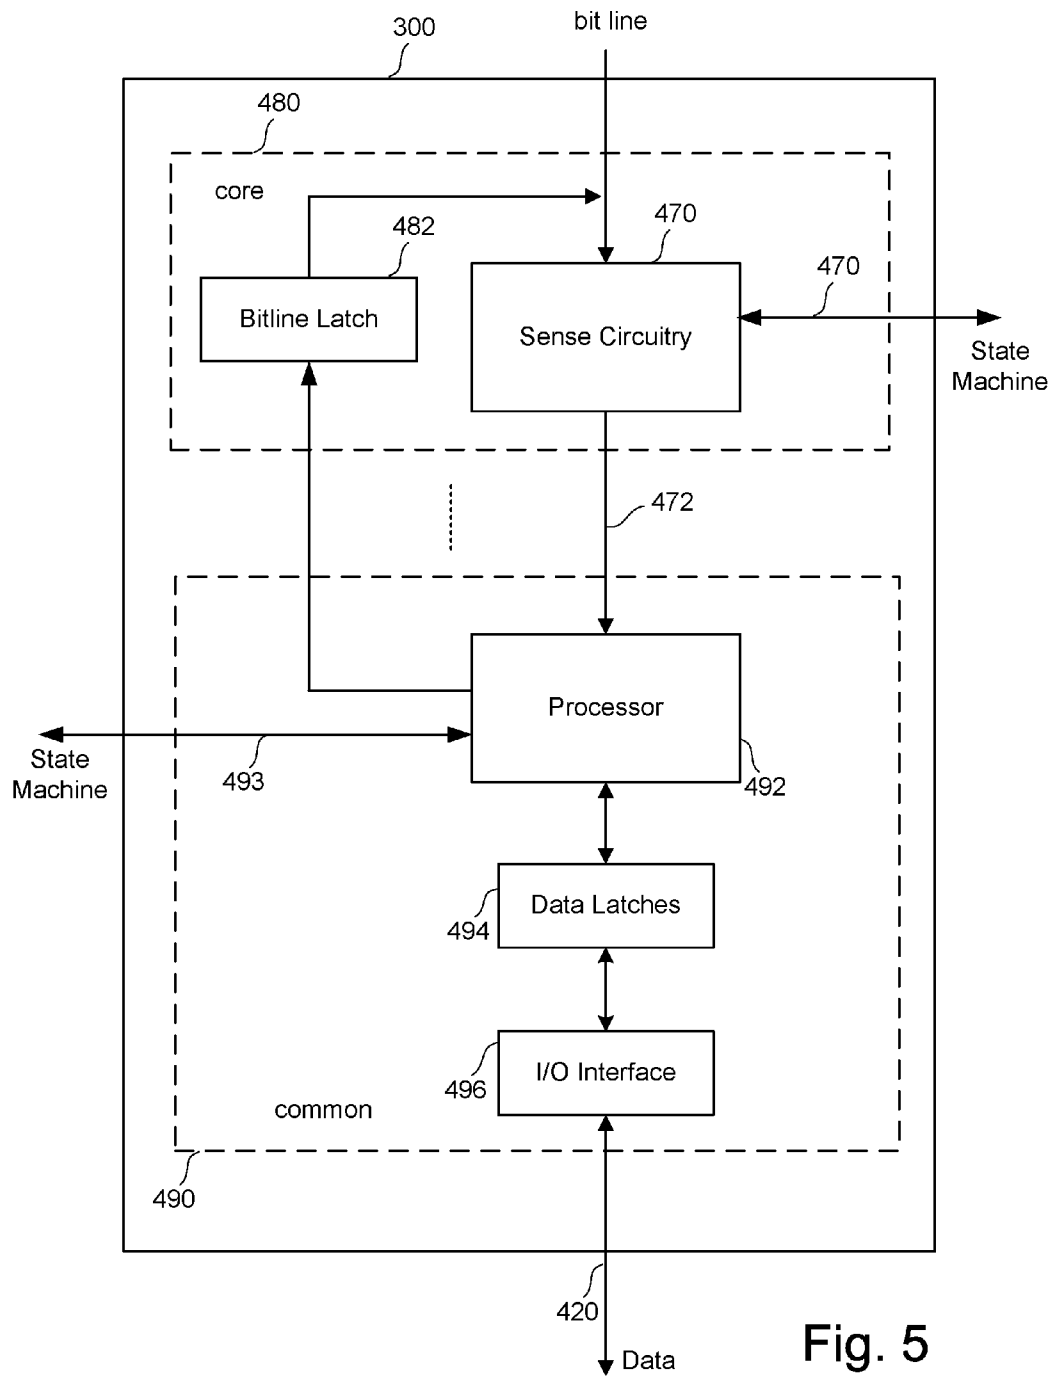 bit line
300
480
core
482
470
470
Bitline Latch
Sense Circuitry
State
Machine
472
Processor
State
Machine
493
492
Data Latches
494
I/O Interface
496
common
490
420
Data
Fig. 5